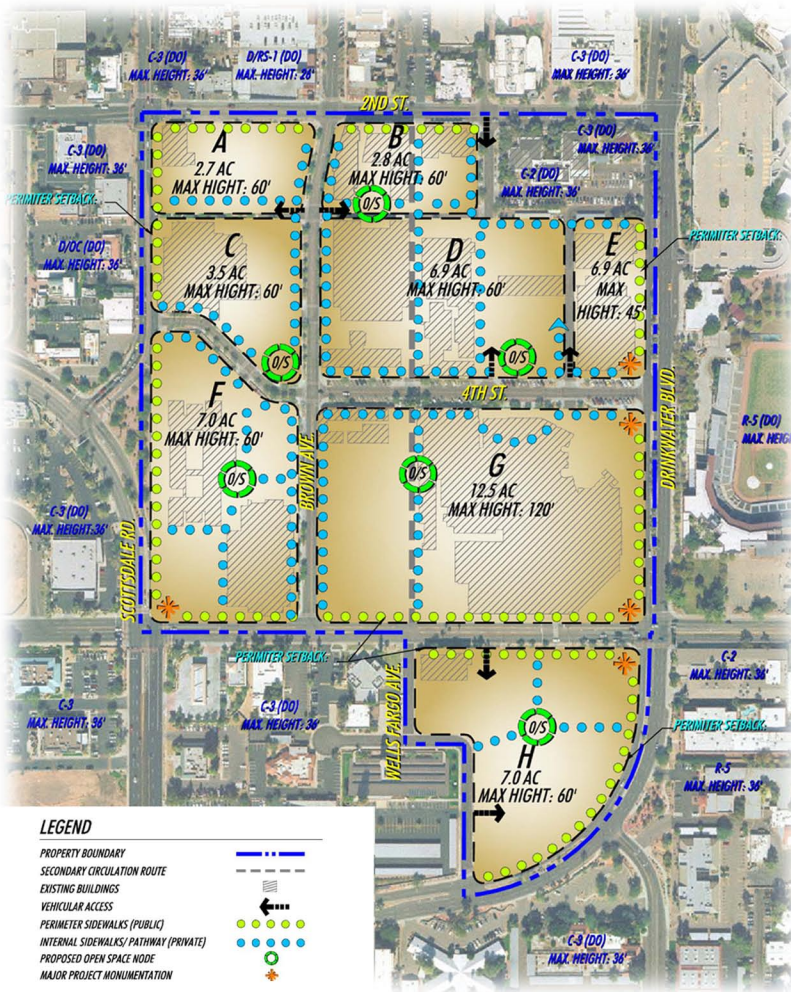 C-3 (DO)
MAX. HEIGHT: 36'
D/RS-1 (DO)
MAX. HEIGHT: 28'
C-3 (DO)
MAX. HEIGHT: 36'
2ND ST.
C-3 (DO)
MAX. HEIGHT: 36'
A
2.7 AC
MAX HIGHT: 60'
B
2.8 AC
MAX HIGHT: 60'
O/S
C-3 (DO)
MAX. HEIGHT: 36'
C-2 (DO)
MAX. HEIGHT: 36'
PERIMITER SETBACK:
D/OC (DO)
MAX. HEIGHT: 36'
C
3.5 AC
MAX HIGHT: 60'
O/S
D
6.9 AC
MAX HIGHT: 60'
O/S
E
6.9 AC
MAX
HIGHT: 45'
PERIMITER SETBACK:
4TH ST.
F
7.0 AC
MAX HIGHT: 60'
O/S
BROWN AVE
O/S
G
12.5 AC
MAX HIGHT: 120'
DRINKWATER BLVD.
R-5 (DO)
MAX. HEIG
C-3 (DO)
MAX. HEIGHT:36'
SCOTTSDALE RD.
PERIMITER SETBACK:
WELLS FARGO AVE.
C-3
MAX. HEIGHT: 36'
C-3 (DO)
MAX. HEIGHT: 36'
C-2
MAX. HEIGHT: 36'
PERIMITER SETBACK:
O/S
H
7.0 AC
MAX HIGHT: 60'
R-5
MAX. HEIGHT: 36'
C-3 (DO)
MAX. HEIGHT: 36'
LEGEND
PROPERTY BOUNDARY
SECONDARY CIRCULATION ROUTE
EXISTING BUILDINGS
VEHICULAR ACCESS
PERIMETER SIDEWALKS (PUBLIC)
INTERNAL SIDEWALKS/ PATHWAY (PRIVATE)
PROPOSED OPEN SPACE NODE
MAJOR PROJECT MONUMENTATION